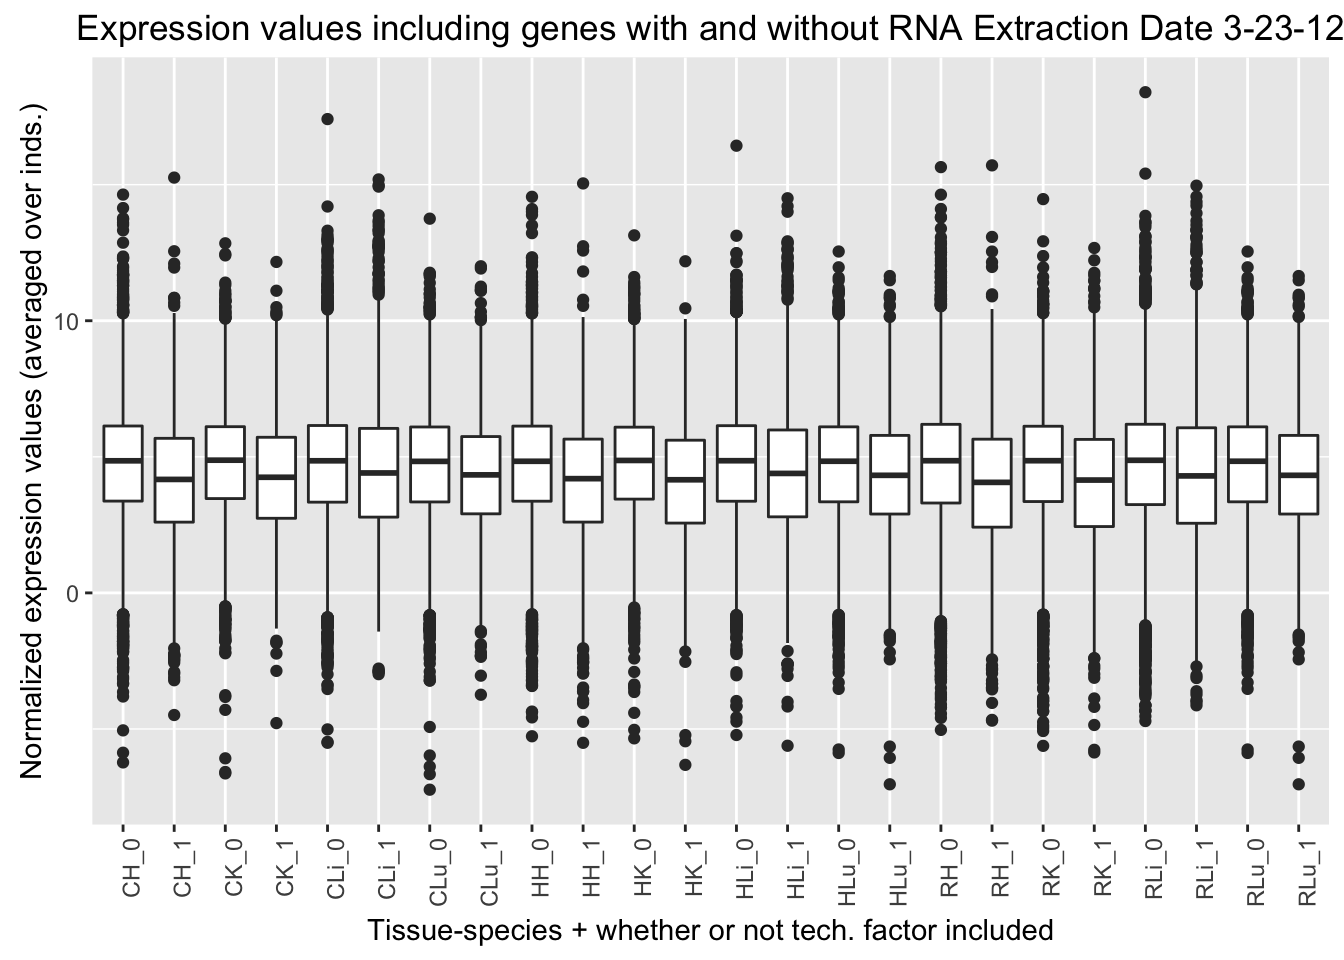 Expression values including genes with and without RNA Extraction Date 3-23-12
Normalized expression values (averaged over inds.)
10
0
CH_0
CH_1
CK_0
CK_1
CLi_0
CLi_1
CLu_0
CLu_1
HH_0
HH_1
HK_0
HK_1
HLi_0
HLi_1
HLu_0
HLu_1
RH_0
RH_1
RK_0
RK_1
RLi_0
RLi_1
RLu_0
RLu_1
Tissue-species + whether or not tech. factor included